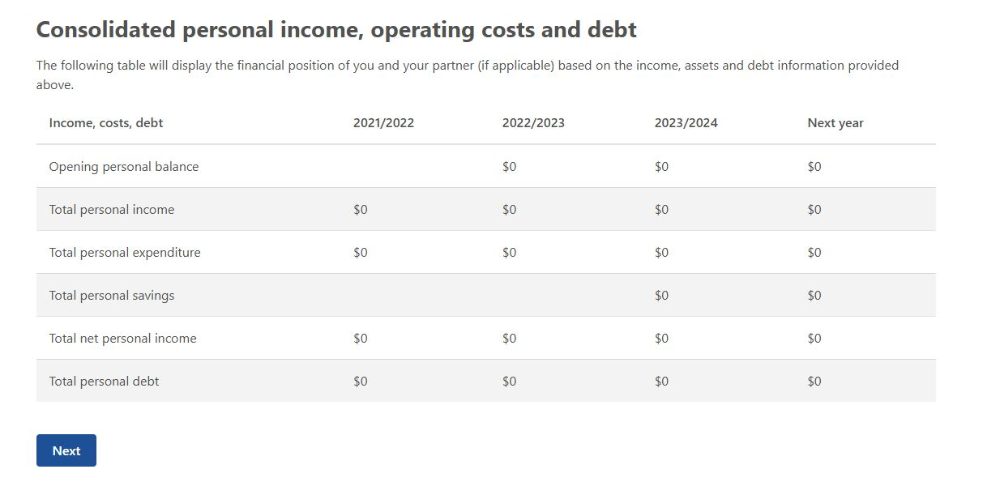 Consolidated personal income, operating costs and debt
The following table will display the financial position of you and your partner (if applicable) based on the income, assets and debt information provided
above.
Income, costs, debt 2021/2022 2022/2023 2023/2024 Next year
Opening personal balance $0 $0 $0
Total personal income $0 $0 $0 $0
Total personal expenditure $0 $0 $0 $0
Total personal savings $0 $0
Total net personal income $0 $0 $0 $0
Total personal debt $0 $0 $0 $0
Next